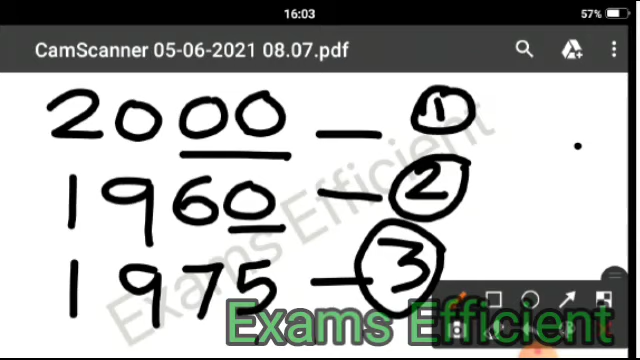 16:03 57%
CamScanner 05-06-2021 08.07.pdf
2000 — 1
1960 — 2
1975 — 3
Exams Efficient
Exams Efficient